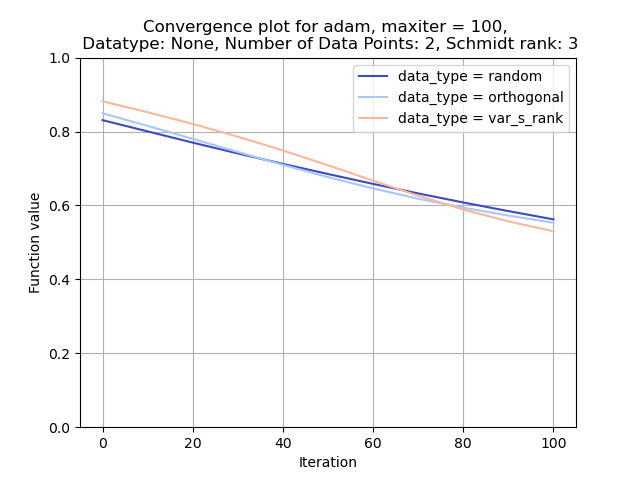 Convergence plot for adam, maxiter = 100,
Datatype: None, Number of Data Points: 2, Schmidt rank: 3
data_type = random
data_type = orthogonal
data_type = var_s_rank
Function value
1.0
0.8
0.6
0.4
0.2
0.0
0 20 40 60 80 100
Iteration